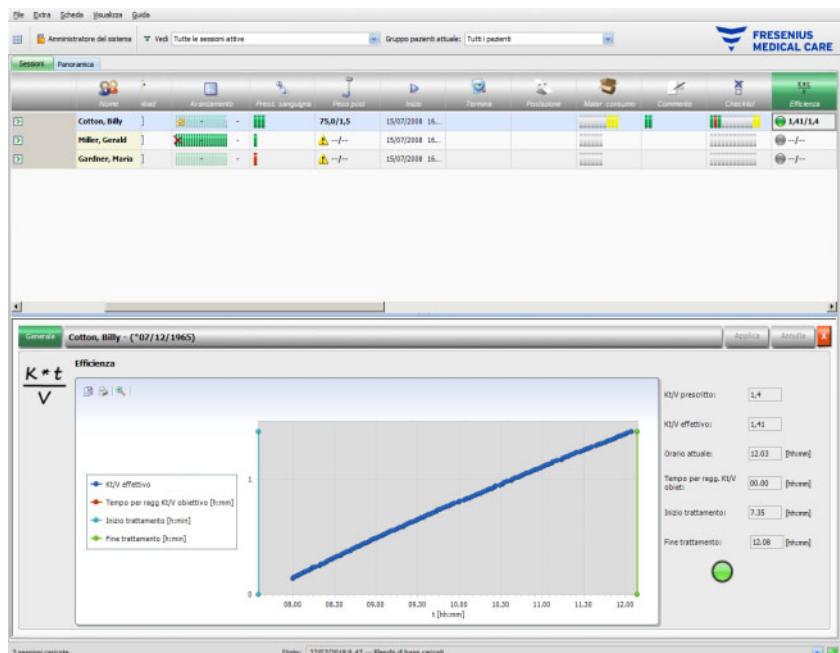 File Extra Scheda Visualizza Guida
Amministratore del sistema Vedi Tutte le sessioni attive Gruppo pazienti attuale: Tutti i pazienti
FRESENIUS
MEDICAL CARE
Sessioni Panoramica
Nome Avanzamento Press. sanguigna Peso post Inizio Termina Postazione Mater. consumo Commento Checklist Efficienza
Cotton, Billy ] - - 75,0/1,5 15/07/2008 16... 1,41/1,4
Miller, Gerald ] - - --/-- 15/07/2008 16... --/--
Gardner, Maria ] - - --/-- 15/07/2008 16... --/--
Generale Cotton, Billy - (*07/12/1965) Applica Annulla X
K * t
V
Efficienza
Kt/V effettivo
Tempo per ragg Kt/V obiettivo [h:mm]
Inizio trattamento [h:min]
Fine trattamento [h:min]
1
0
08.00 08.30 09.00 09.30 10.00 10.30 11.00 11.30 12.00
t [hh:mm]
Kt/V prescritto: 1,4
Kt/V effettivo: 1,41
Orario attuale: 12.03 [hh:mm]
Tempo per ragg. Kt/V
obiet: 00.00 [hh:mm]
Inizio trattamento: 7.35 [hh:mm]
Fine trattamento: 12.08 [hh:mm]
3 sessioni caricate Stato: